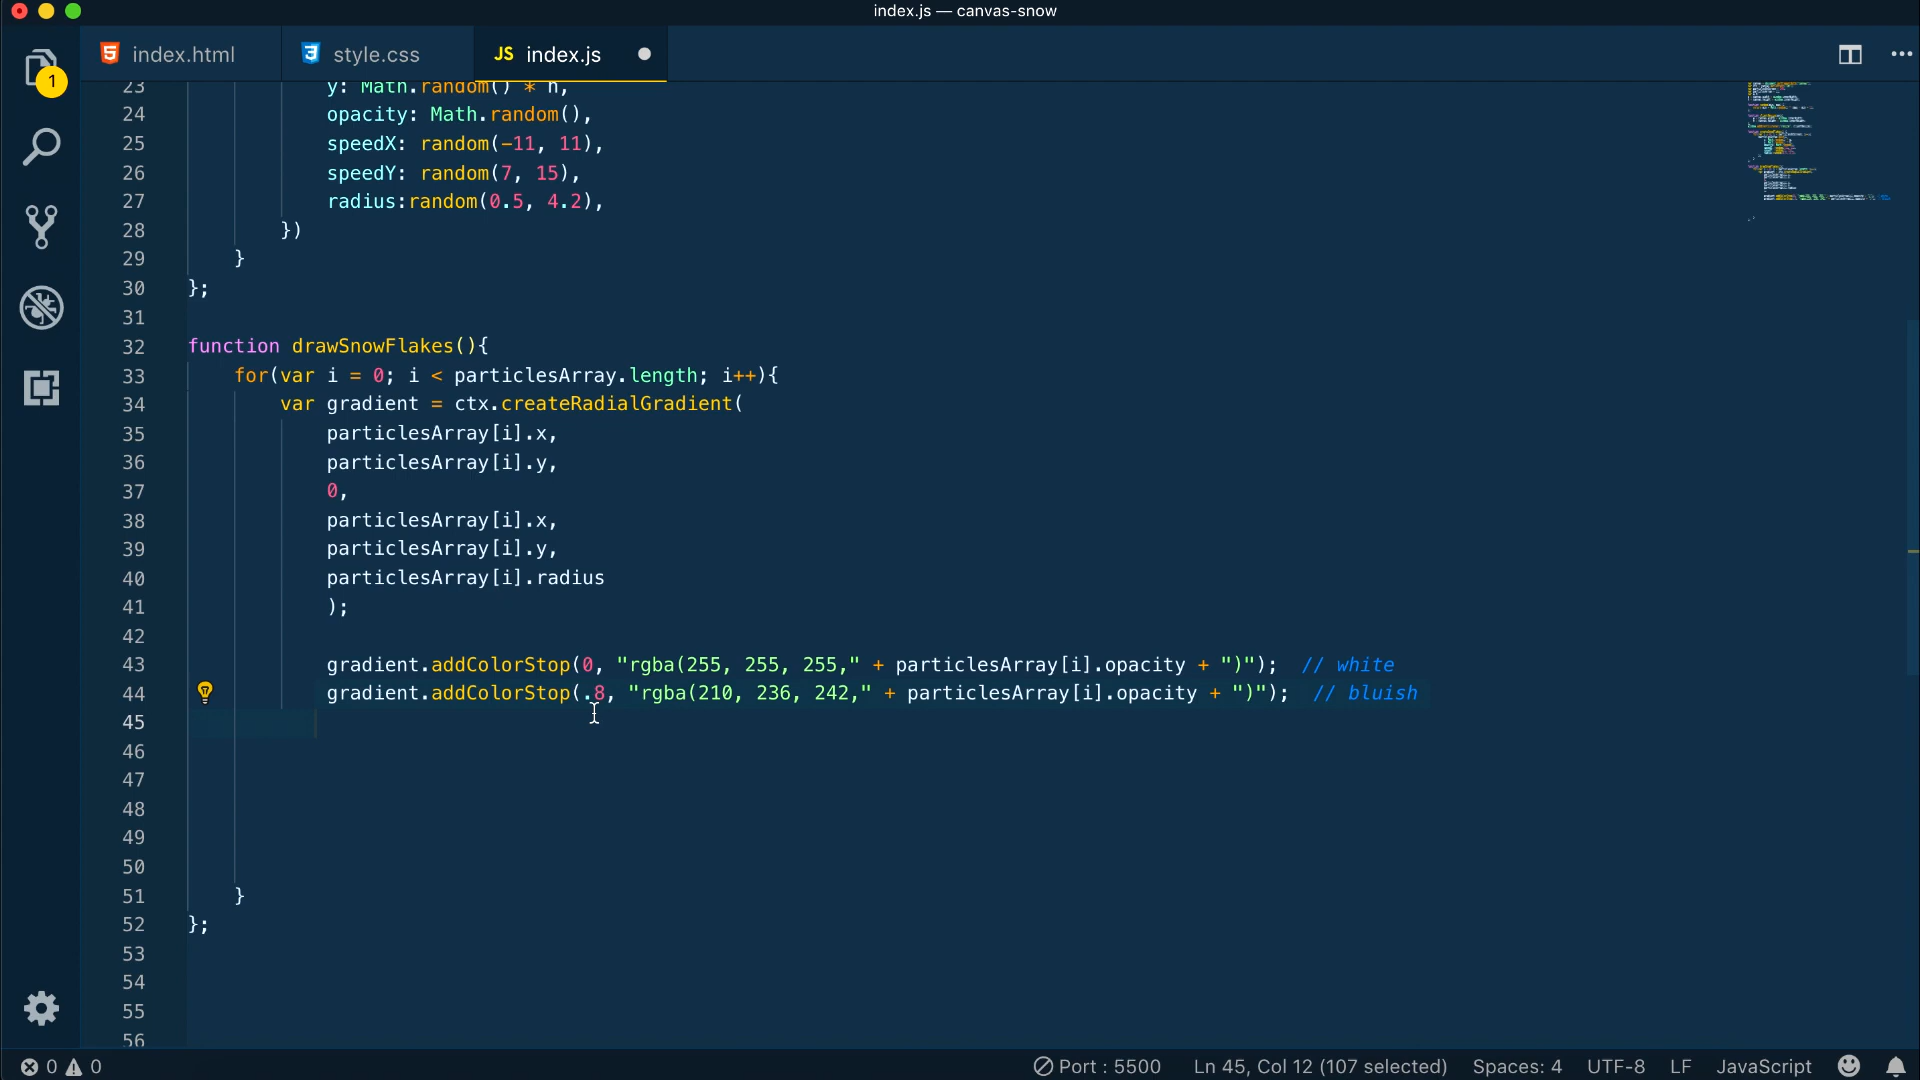 index.js — canvas-snow
index.html
style.css
JS index.js
1
23 y: Math.random() * h,
24 opacity: Math.random(),
25 speedX: random(-11, 11),
26 speedY: random(7, 15),
27 radius:random(0.5, 4.2),
28 })
29 }
30 };
31
32 function drawSnowFlakes(){
33 for(var i = 0; i < particlesArray.length; i++){
34 var gradient = ctx.createRadialGradient(
35 particlesArray[i].x,
36 particlesArray[i].y,
37 0,
38 particlesArray[i].x,
39 particlesArray[i].y,
40 particlesArray[i].radius
41 );
42
43 gradient.addColorStop(0, "rgba(255, 255, 255," + particlesArray[i].opacity + ")"); // white
44 gradient.addColorStop(.8, "rgba(210, 236, 242," + particlesArray[i].opacity + ")"); // bluish
45
46
47
48
49
50
51 }
52 };
53
54
55
56
0 0 Port : 5500 Ln 45, Col 12 (107 selected) Spaces: 4 UTF-8 LF JavaScript